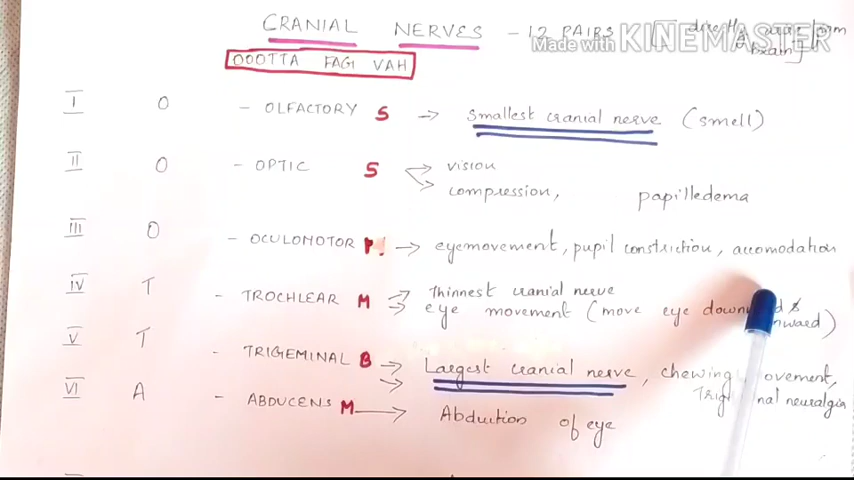 CRANIAL NERVES - 12 PAIRS
Made with KINEMASTER
brain]
OOOTTA FAGI VAH
I O - OLFACTORY S → Smallest cranial nerve (smell)
II O - OPTIC S → vision
→ compression, papilledema
III O - OCULOMOTOR M → eyemovement, pupil constriction, accomodation
IV T - TROCHLEAR M → Thinnest cranial nerve
→ eye movement (move eye
V T - TRIGEMINAL B → Largest cranial nerve, chewing
neuralgia
VI A - ABDUCENS M → Abduction of eye